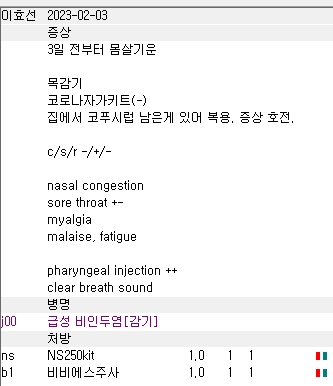 이효선 2023-02-03
증상
3일 전부터 몸살기운
목감기
코로나자가키트(-)
집에서 코푸시럽 남은게 있어 복용. 증상 호전.
c/s/r -/+/-
nasal congestion
sore throat +-
myalgia
malaise, fatigue
pharyngeal injection ++
clear breath sound
병명
j00 급성 비인두염[감기]
처방
ns NS250kit 1.0 1 1
b1 비비에스주사 1.0 1 1